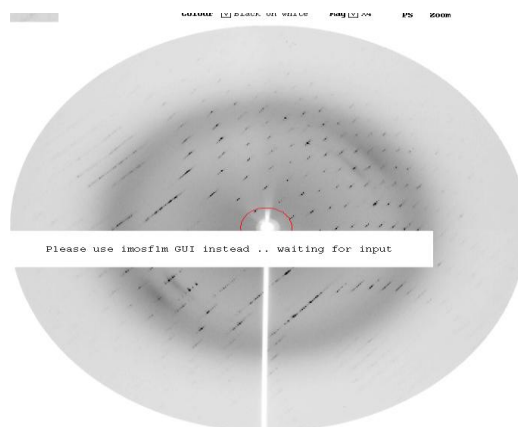 Colour V Black on white Mag V X4 PS Zoom
Please use imosflm GUI instead .. waiting for input